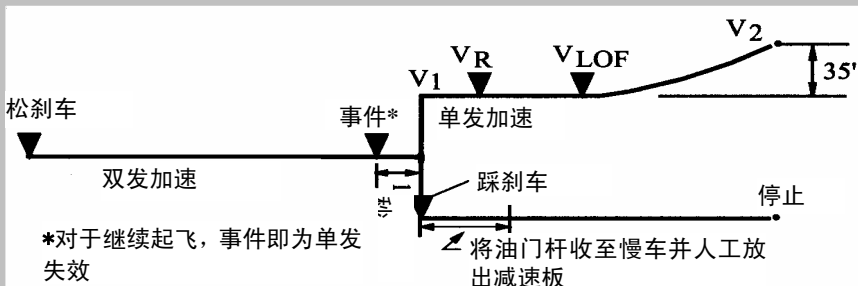 V2
VR
VLOF
V1
35'
松刹车
事件*
单发加速
双发加速
1秒
踩刹车
停止
*对于继续起飞，事件即为单发
失效
将油门杆收至慢车并人工放
出减速板